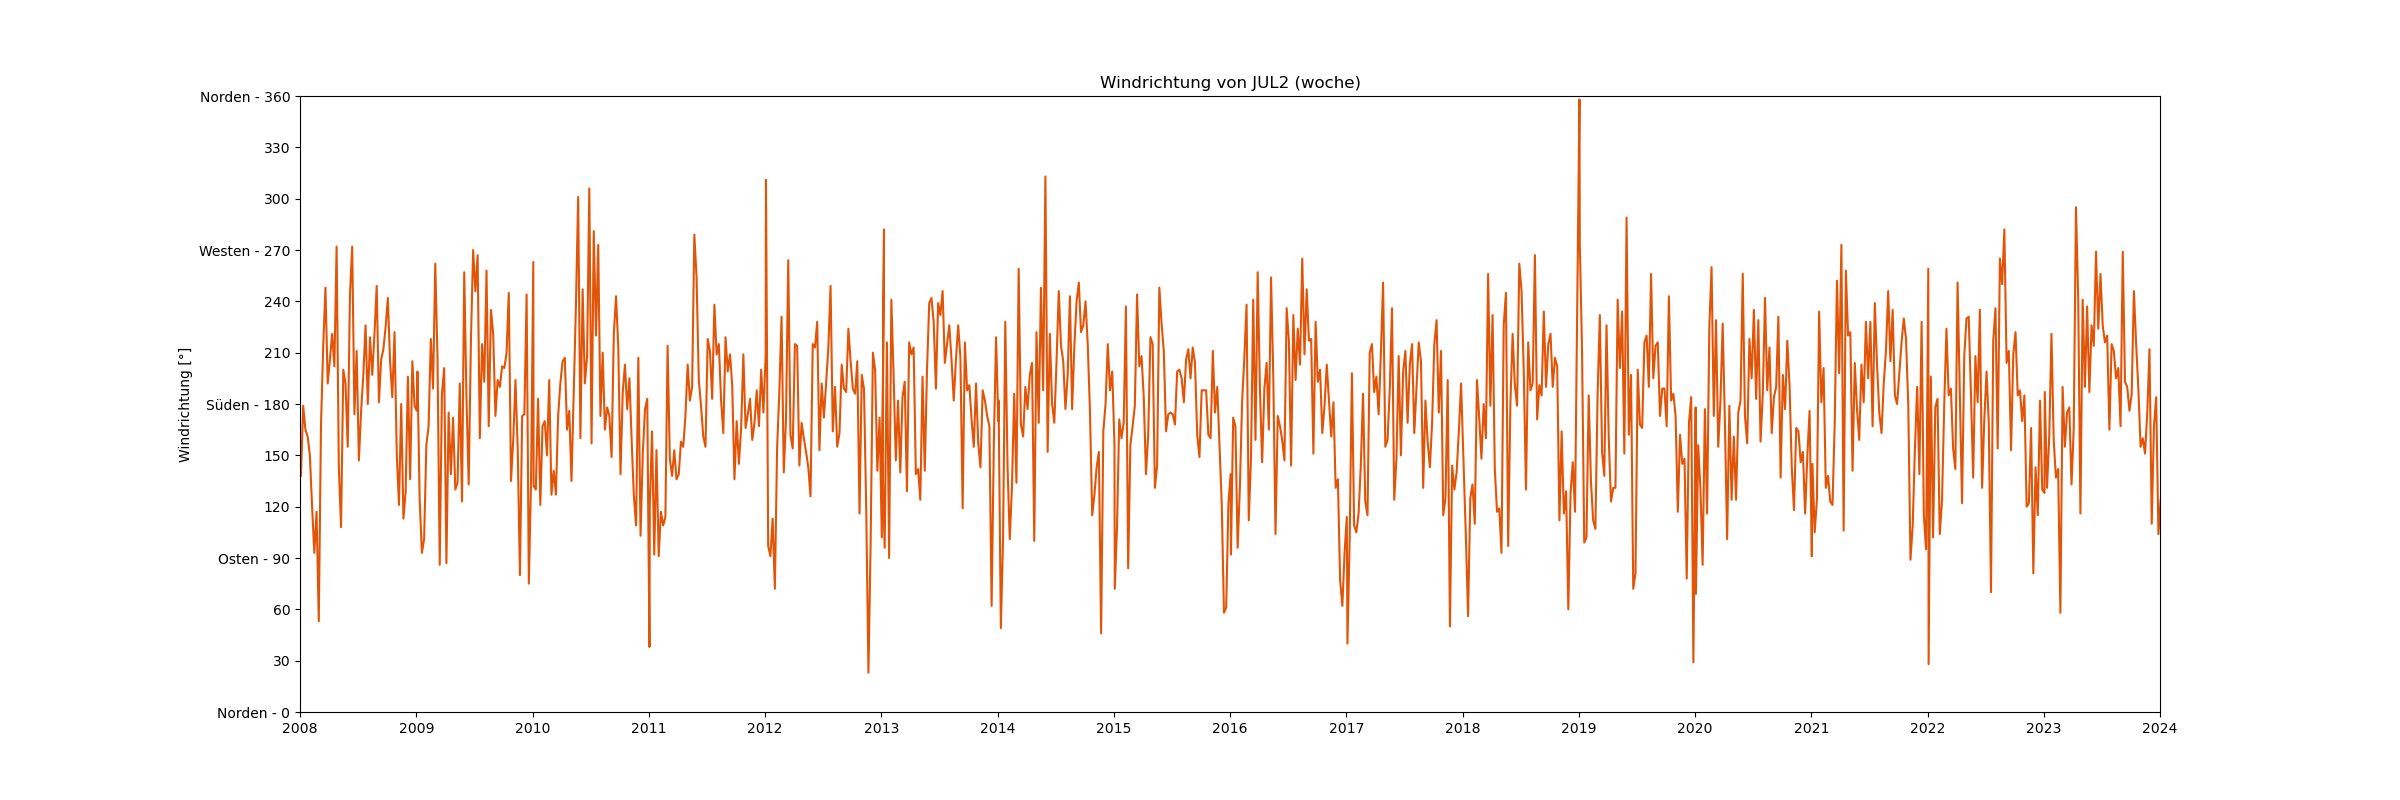 Windrichtung von JUL2 (woche)
Norden - 360
330
300
Westen - 270
240
210
Süden - 180
150
120
Osten - 90
60
30
Norden - 0
Windrichtung [°]
2008 2009 2010 2011 2012 2013 2014 2015 2016 2017 2018 2019 2020 2021 2022 2023 2024